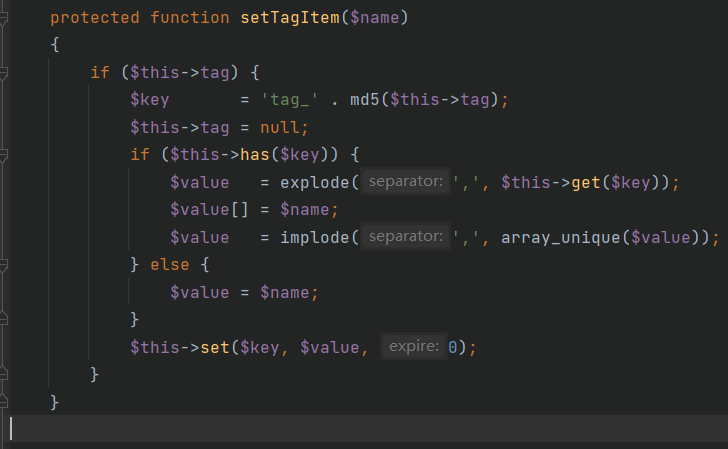 protected function setTagItem($name)
{
    if ($this->tag) {
        $key       = 'tag_' . md5($this->tag);
        $this->tag = null;
        if ($this->has($key)) {
            $value   = explode( separator: ',', $this->get($key));
            $value[] = $name;
            $value   = implode( separator: ',', array_unique($value));
        } else {
            $value = $name;
        }
        $this->set($key, $value, expire: 0);
    }
}